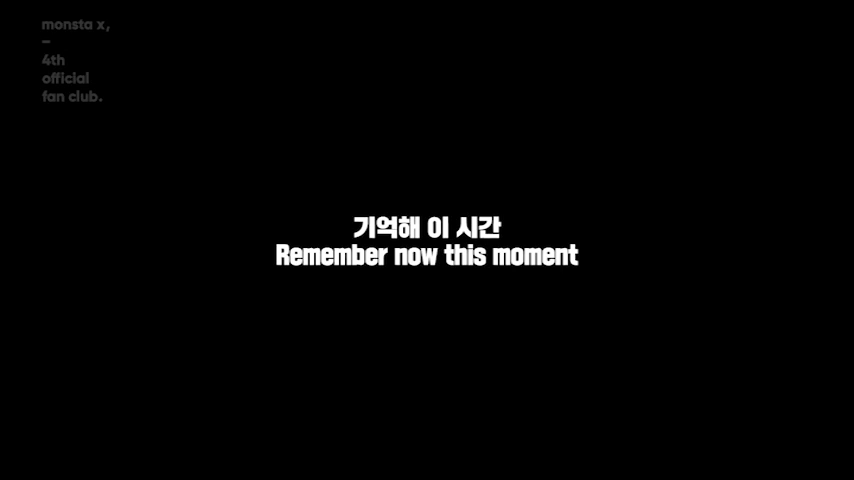 monsta x,
–
4th
official
fan club.
기억해 이 시간
Remember now this moment